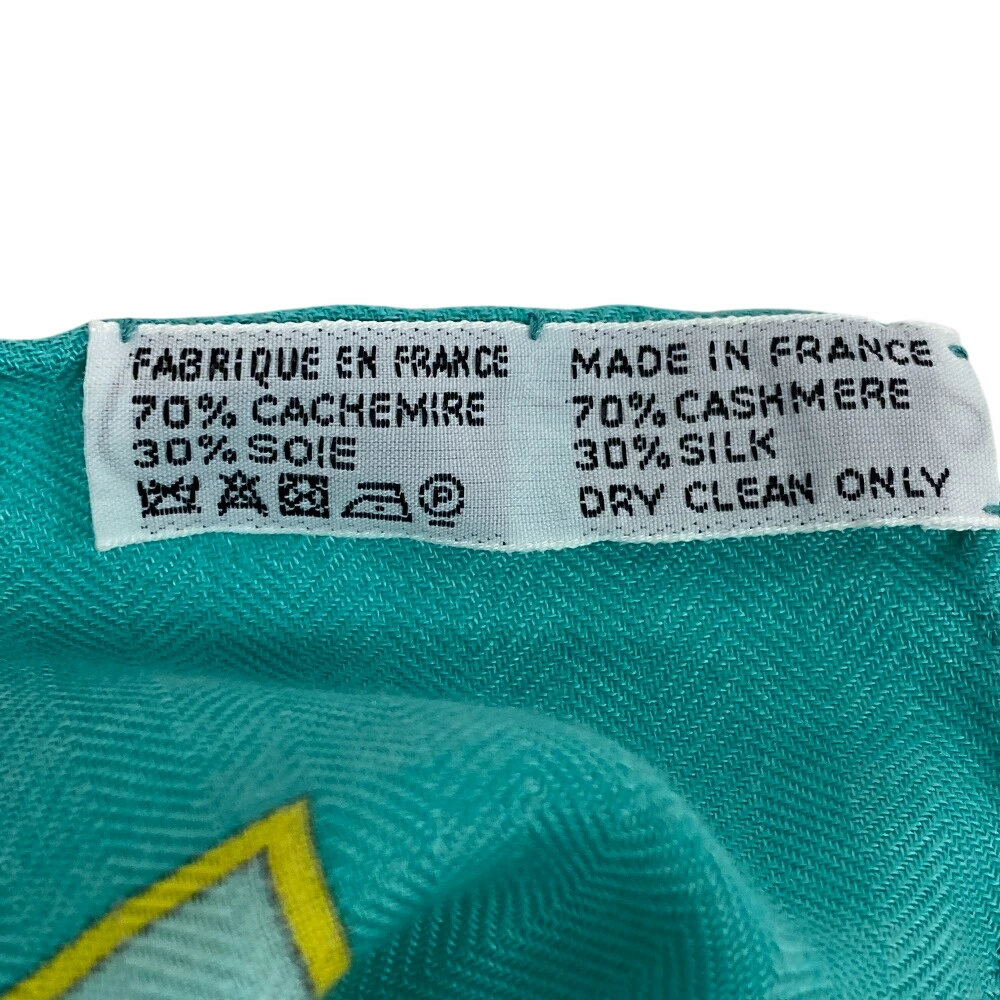 FABRIQUE EN FRANCE
70% CACHEMIRE
30% SOIE
P
MADE IN FRANCE
70% CASHMERE
30% SILK
DRY CLEAN ONLY